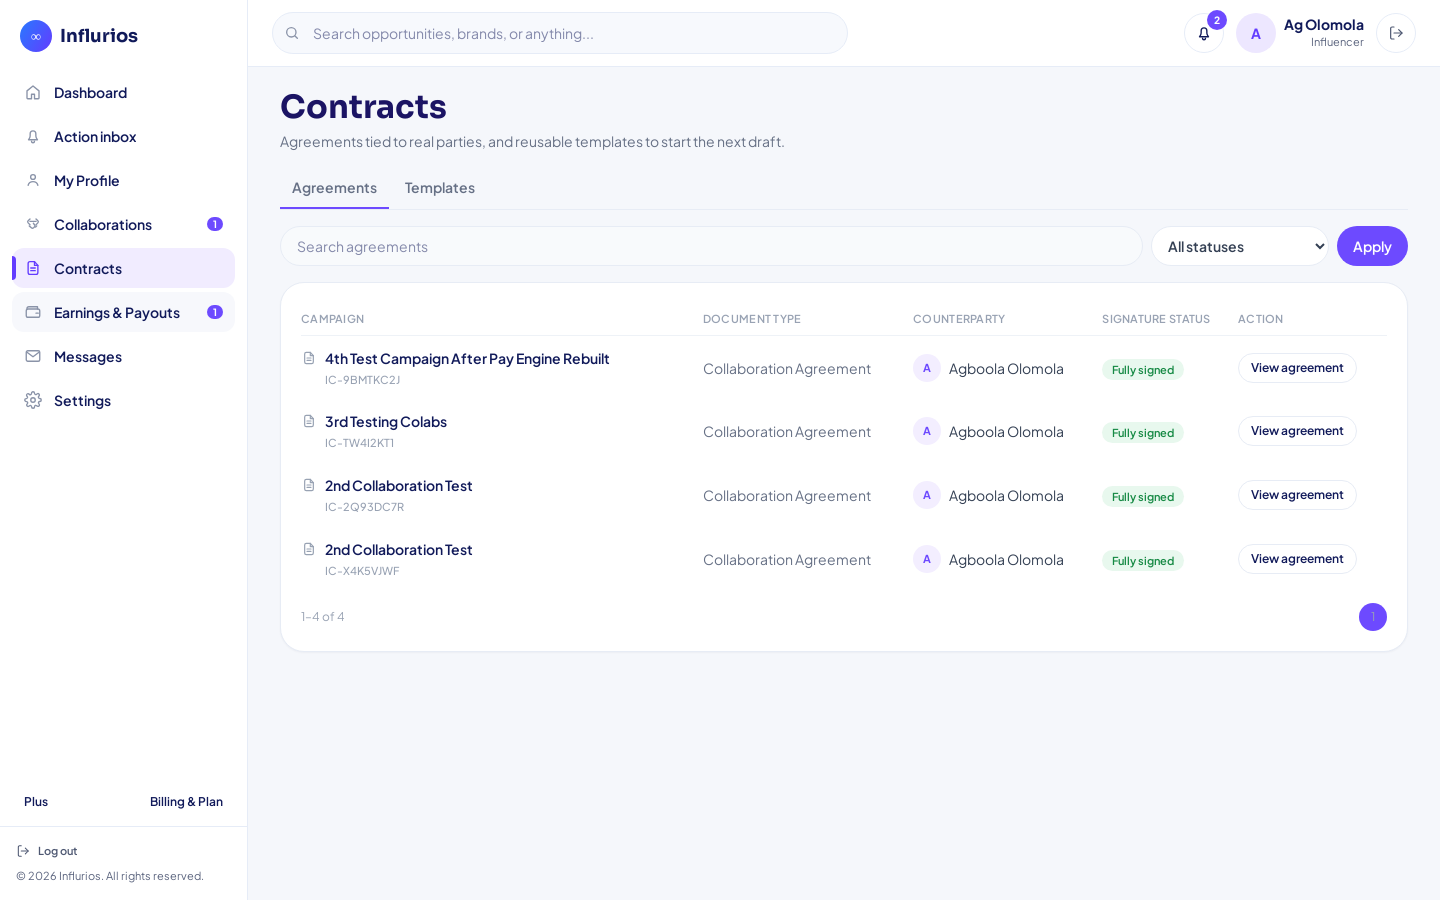 ∞ Influrios
Search opportunities, brands, or anything...
2
A
Ag Olomola
Influencer
Dashboard
Action inbox
My Profile
Collaborations 1
Contracts
Earnings & Payouts 1
Messages
Settings
Plus
Billing & Plan
Log out
© 2026 Influrios. All rights reserved.
Contracts
Agreements tied to real parties, and reusable templates to start the next draft.
Agreements Templates
Search agreements
All statuses
Apply
CAMPAIGN DOCUMENT TYPE COUNTERPARTY SIGNATURE STATUS ACTION
4th Test Campaign After Pay Engine Rebuilt
IC-9BMTKC2J
Collaboration Agreement A Agboola Olomola Fully signed View agreement
3rd Testing Colabs
IC-TW4I2KT1
Collaboration Agreement A Agboola Olomola Fully signed View agreement
2nd Collaboration Test
IC-2Q93DC7R
Collaboration Agreement A Agboola Olomola Fully signed View agreement
2nd Collaboration Test
IC-X4K5VJWF
Collaboration Agreement A Agboola Olomola Fully signed View agreement
1–4 of 4
1